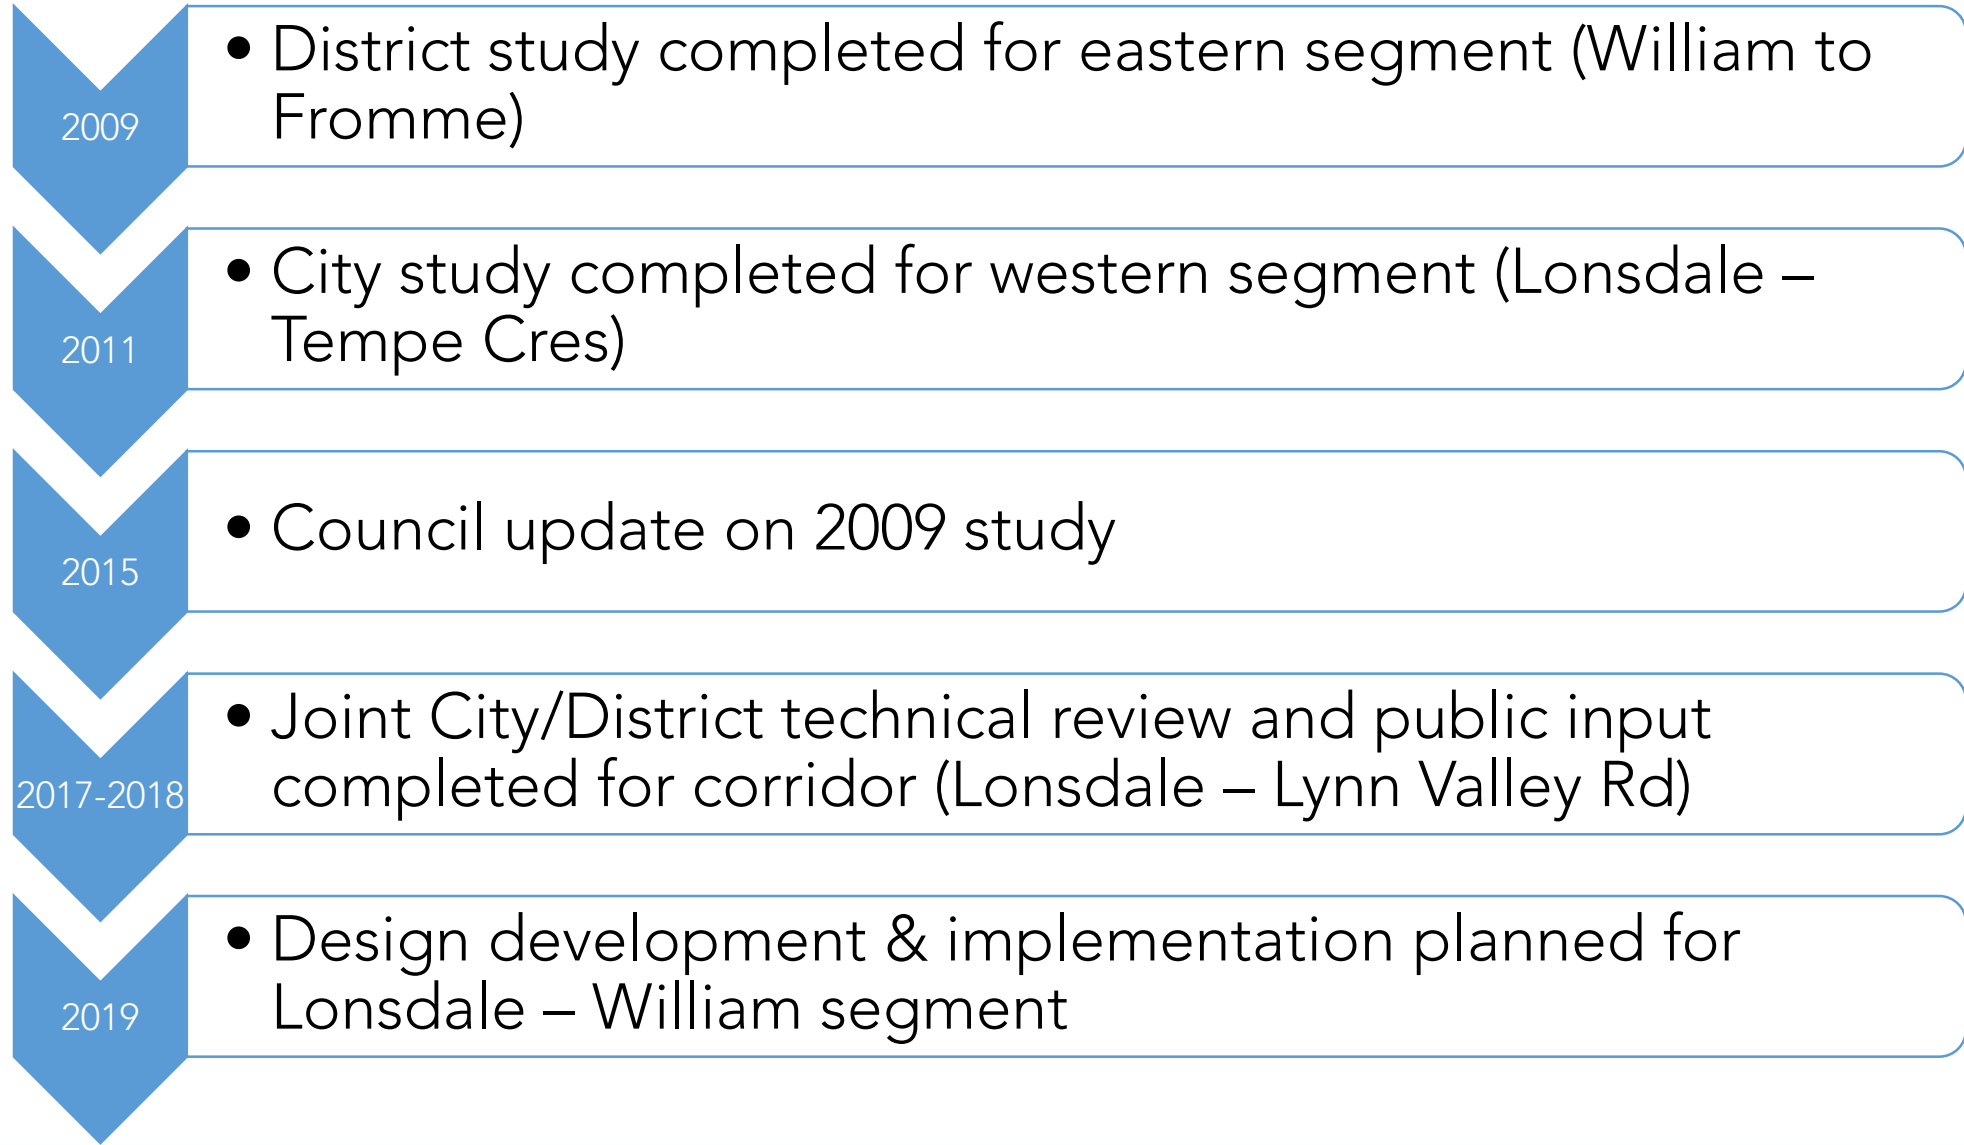 2009
• District study completed for eastern segment (William to
Fromme)
2011
• City study completed for western segment (Lonsdale –
Tempe Cres)
2015
• Council update on 2009 study
2017-2018
• Joint City/District technical review and public input
completed for corridor (Lonsdale – Lynn Valley Rd)
2019
• Design development & implementation planned for
Lonsdale – William segment